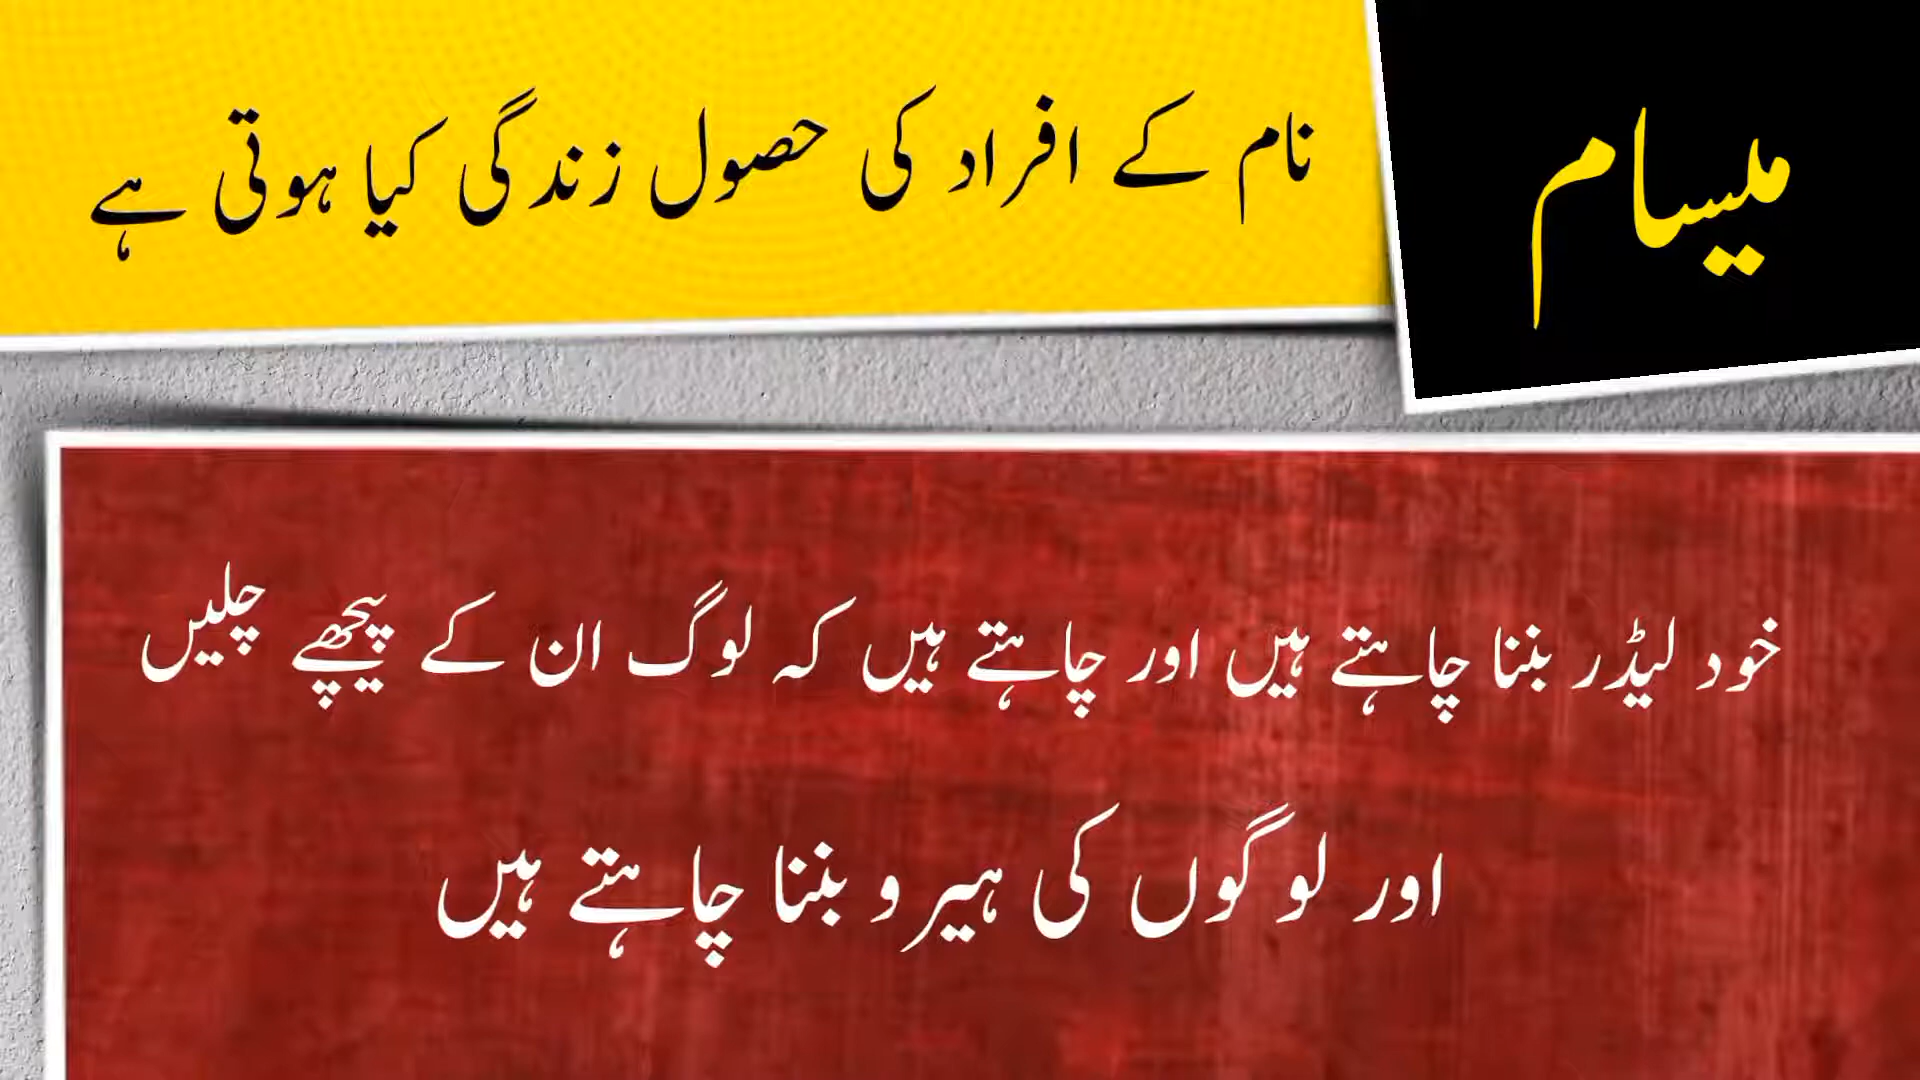 میسام
نام کے افراد کی حصول زندگی کیا ہوتی ہے
خود لیڈر بننا چاہتے ہیں اور چاہتے ہیں کہ لوگ ان کے پیچھے چلیں
اور لوگوں کی ہیرو بننا چاہتے ہیں